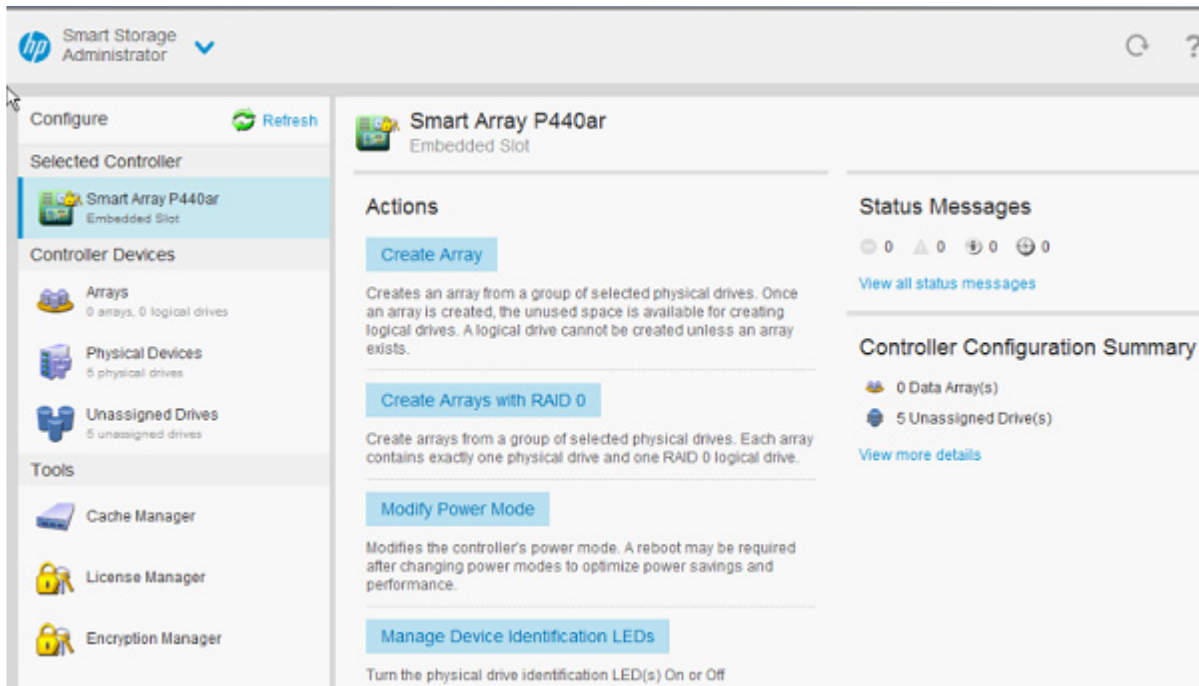 hp
Smart Storage
Administrator
?
Configure
Refresh
Selected Controller
Smart Array P440ar
Embedded Slot
Controller Devices
Arrays
0 arrays, 0 logical drives
Physical Devices
5 physical drives
Unassigned Drives
5 unassigned drives
Tools
Cache Manager
License Manager
Encryption Manager
Smart Array P440ar
Embedded Slot
Actions
Create Array
Creates an array from a group of selected physical drives. Once
an array is created, the unused space is available for creating
logical drives. A logical drive cannot be created unless an array
exists.
Create Arrays with RAID 0
Create arrays from a group of selected physical drives. Each array
contains exactly one physical drive and one RAID 0 logical drive.
Modify Power Mode
Modifies the controller's power mode. A reboot may be required
after changing power modes to optimize power savings and
performance.
Manage Device Identification LEDs
Turn the physical drive identification LED(s) On or Off
Status Messages
0 0 0 0
View all status messages
Controller Configuration Summary
0 Data Array(s)
5 Unassigned Drive(s)
View more details